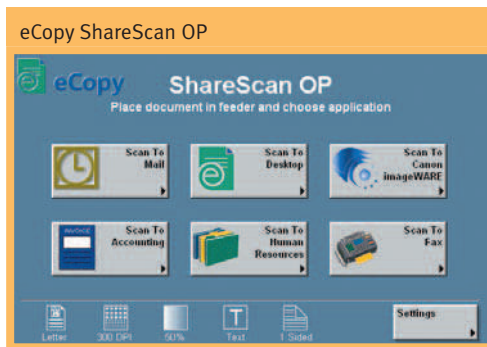 eCopy ShareScan OP
eCopy ShareScan OP
Place document in feeder and choose application
Scan To
Mail
Scan To
Desktop
Scan To
Canon
imageWARE
Scan To
Accounting
Scan To
Human
Resources
Scan To
Fax
INVOICE
T
Letter
300 DPI
50%
Text
1 Sided
Settings